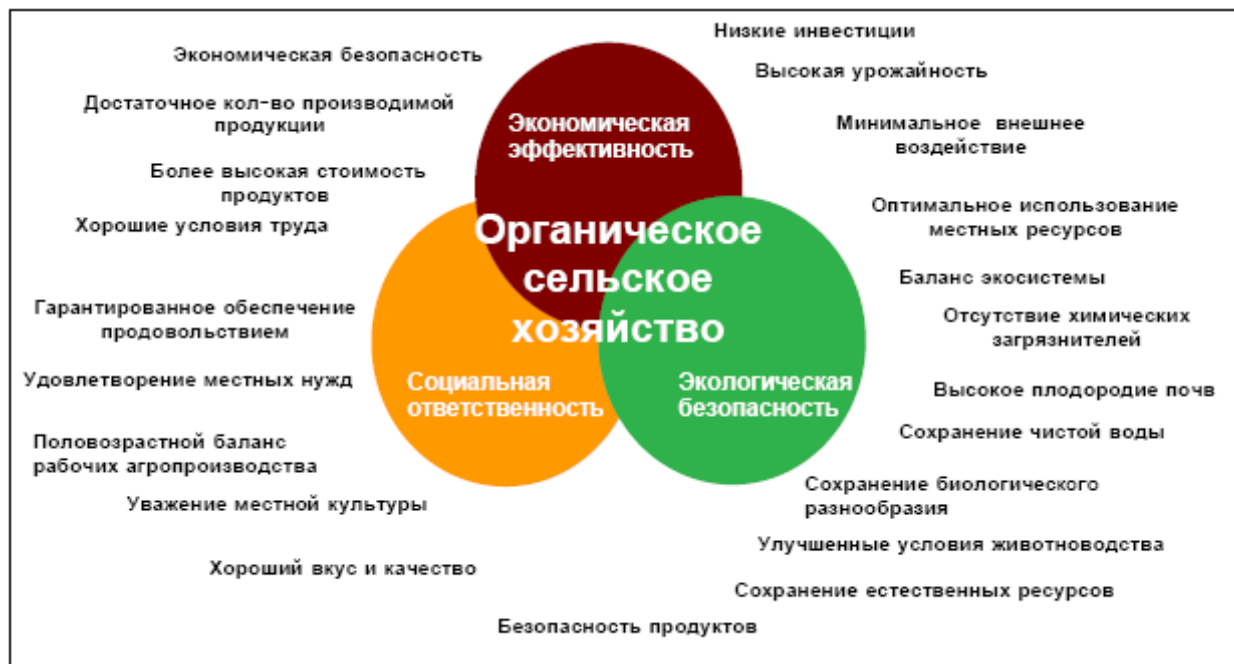 Экономическая безопасность
Достаточное кол-во производимой
продукции
Более высокая стоимость
продуктов
Хорошие условия труда
Гарантированное обеспечение
продовольствием
Удовлетворение местных нужд
Половозрастной баланс
рабочих агропроизводства
Уважение местной культуры
Хороший вкус и качество
Безопасность продуктов
Экономическая
эффективность
Органическое
сельское
хозяйство
Социальная
ответственность
Экологическая
безопасность
Низкие инвестиции
Высокая урожайность
Минимальное внешнее
воздействие
Оптимальное использование
местных ресурсов
Баланс экосистемы
Отсутствие химических
загрязнителей
Высокое плодородие почв
Сохранение чистой воды
Сохранение биологического
разнообразия
Улучшенные условия животноводства
Сохранение естественных ресурсов